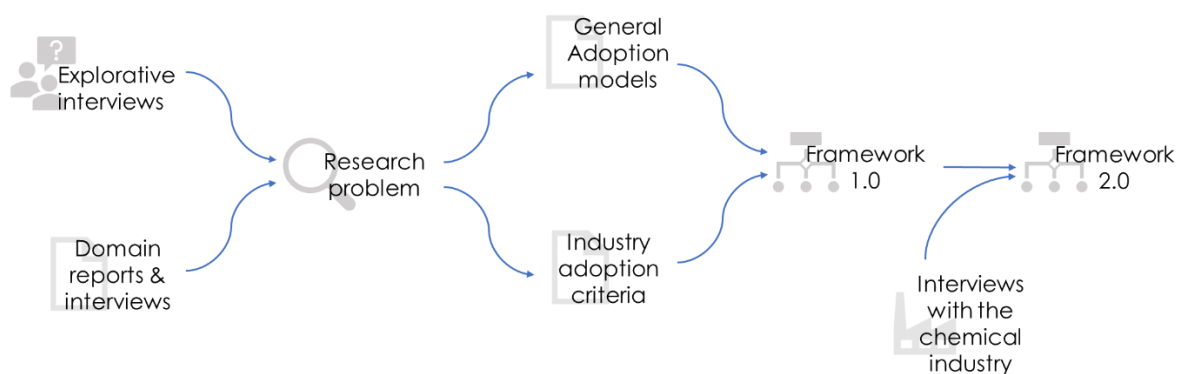 ?
Explorative
interviews
Domain
reports &
interviews
Research
problem
General
Adoption
models
Industry
adoption
criteria
Framework
1.0
Interviews
with the
chemical
industry
Framework
2.0